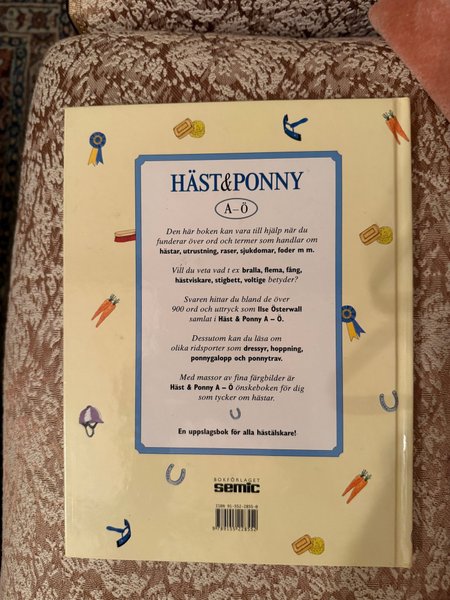 HÄST&PONNY
A–Ö
Den här boken kan vara till hjälp när du
funderar över ord och termer som handlar om
hästar, utrustning, raser, sjukdomar, foder m m.
Vill du veta vad t ex bralla, flema, fång,
hästviskare, stigbett, voltige betyder?
Svaren hittar du bland de över
900 ord och uttryck som Ilse Österwall
samlat i Häst & Ponny A – Ö.
Dessutom kan du läsa om
olika ridsporter som dressyr, hoppning,
ponnygalopp och ponnytrav.
Med massor av fina färgbilder är
Häst & Ponny A – Ö önskeboken för dig
som tycker om hästar.
En uppslagsbok för alla hästälskare!
BOKFÖRLAGET
semic